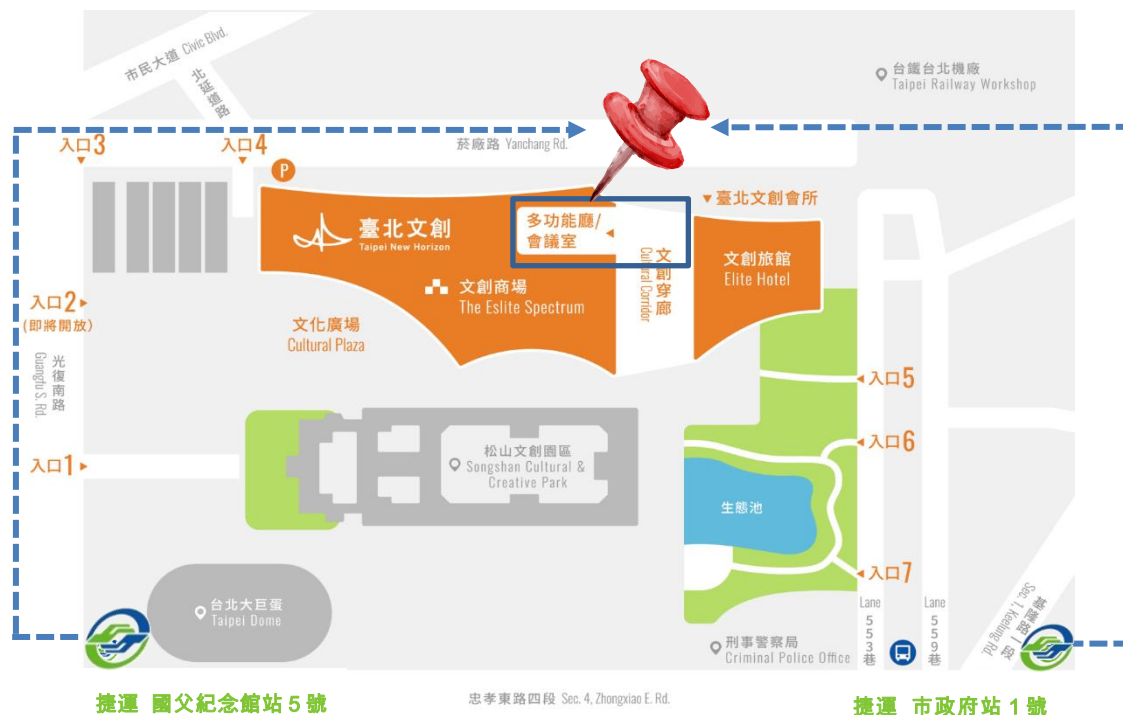 市民大道 Civic Blvd.
北延道路
台鐵台北機廠
Taipei Railway Workshop
入口3
入口4
菸廠路 Yanchang Rd.
P
臺北文創
Taipei New Horizon
多功能廳/
會議室
臺北文創會所
文創穿廊
Cultural Corridor
文創旅館
Elite Hotel
文創商場
The Eslite Spectrum
入口2
(即將開放)
文化廣場
Cultural Plaza
光復南路
Guangfu S. Rd.
入口5
入口6
入口1
松山文創園區
Songshan Cultural &
Creative Park
生態池
入口7
台北大巨蛋
Taipei Dome
Lane
553巷
Lane
559巷
基隆路一段
Sec. 1, Keelung Rd.
刑事警察局
Criminal Police Office
捷運 國父紀念館站 5 號
忠孝東路四段 Sec. 4, Zhongxiao E. Rd.
捷運 市政府站 1 號